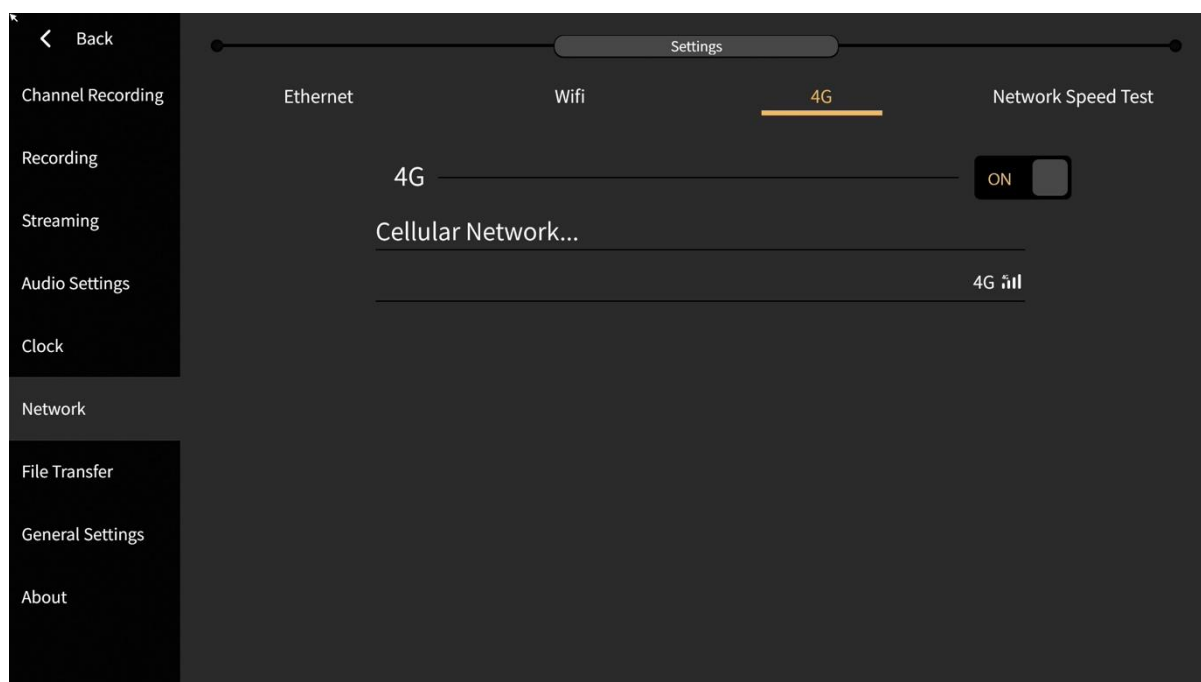 Back
Settings
Channel Recording
Recording
Streaming
Audio Settings
Clock
Network
File Transfer
General Settings
About
Ethernet
Wifi
4G
Network Speed Test
4G
ON
Cellular Network...
4G